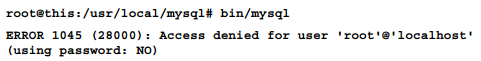 root@this:/usr/local/mysql# bin/mysql
ERROR 1045 (28000): Access denied for user 'root'@'localhost'
(using password: NO)